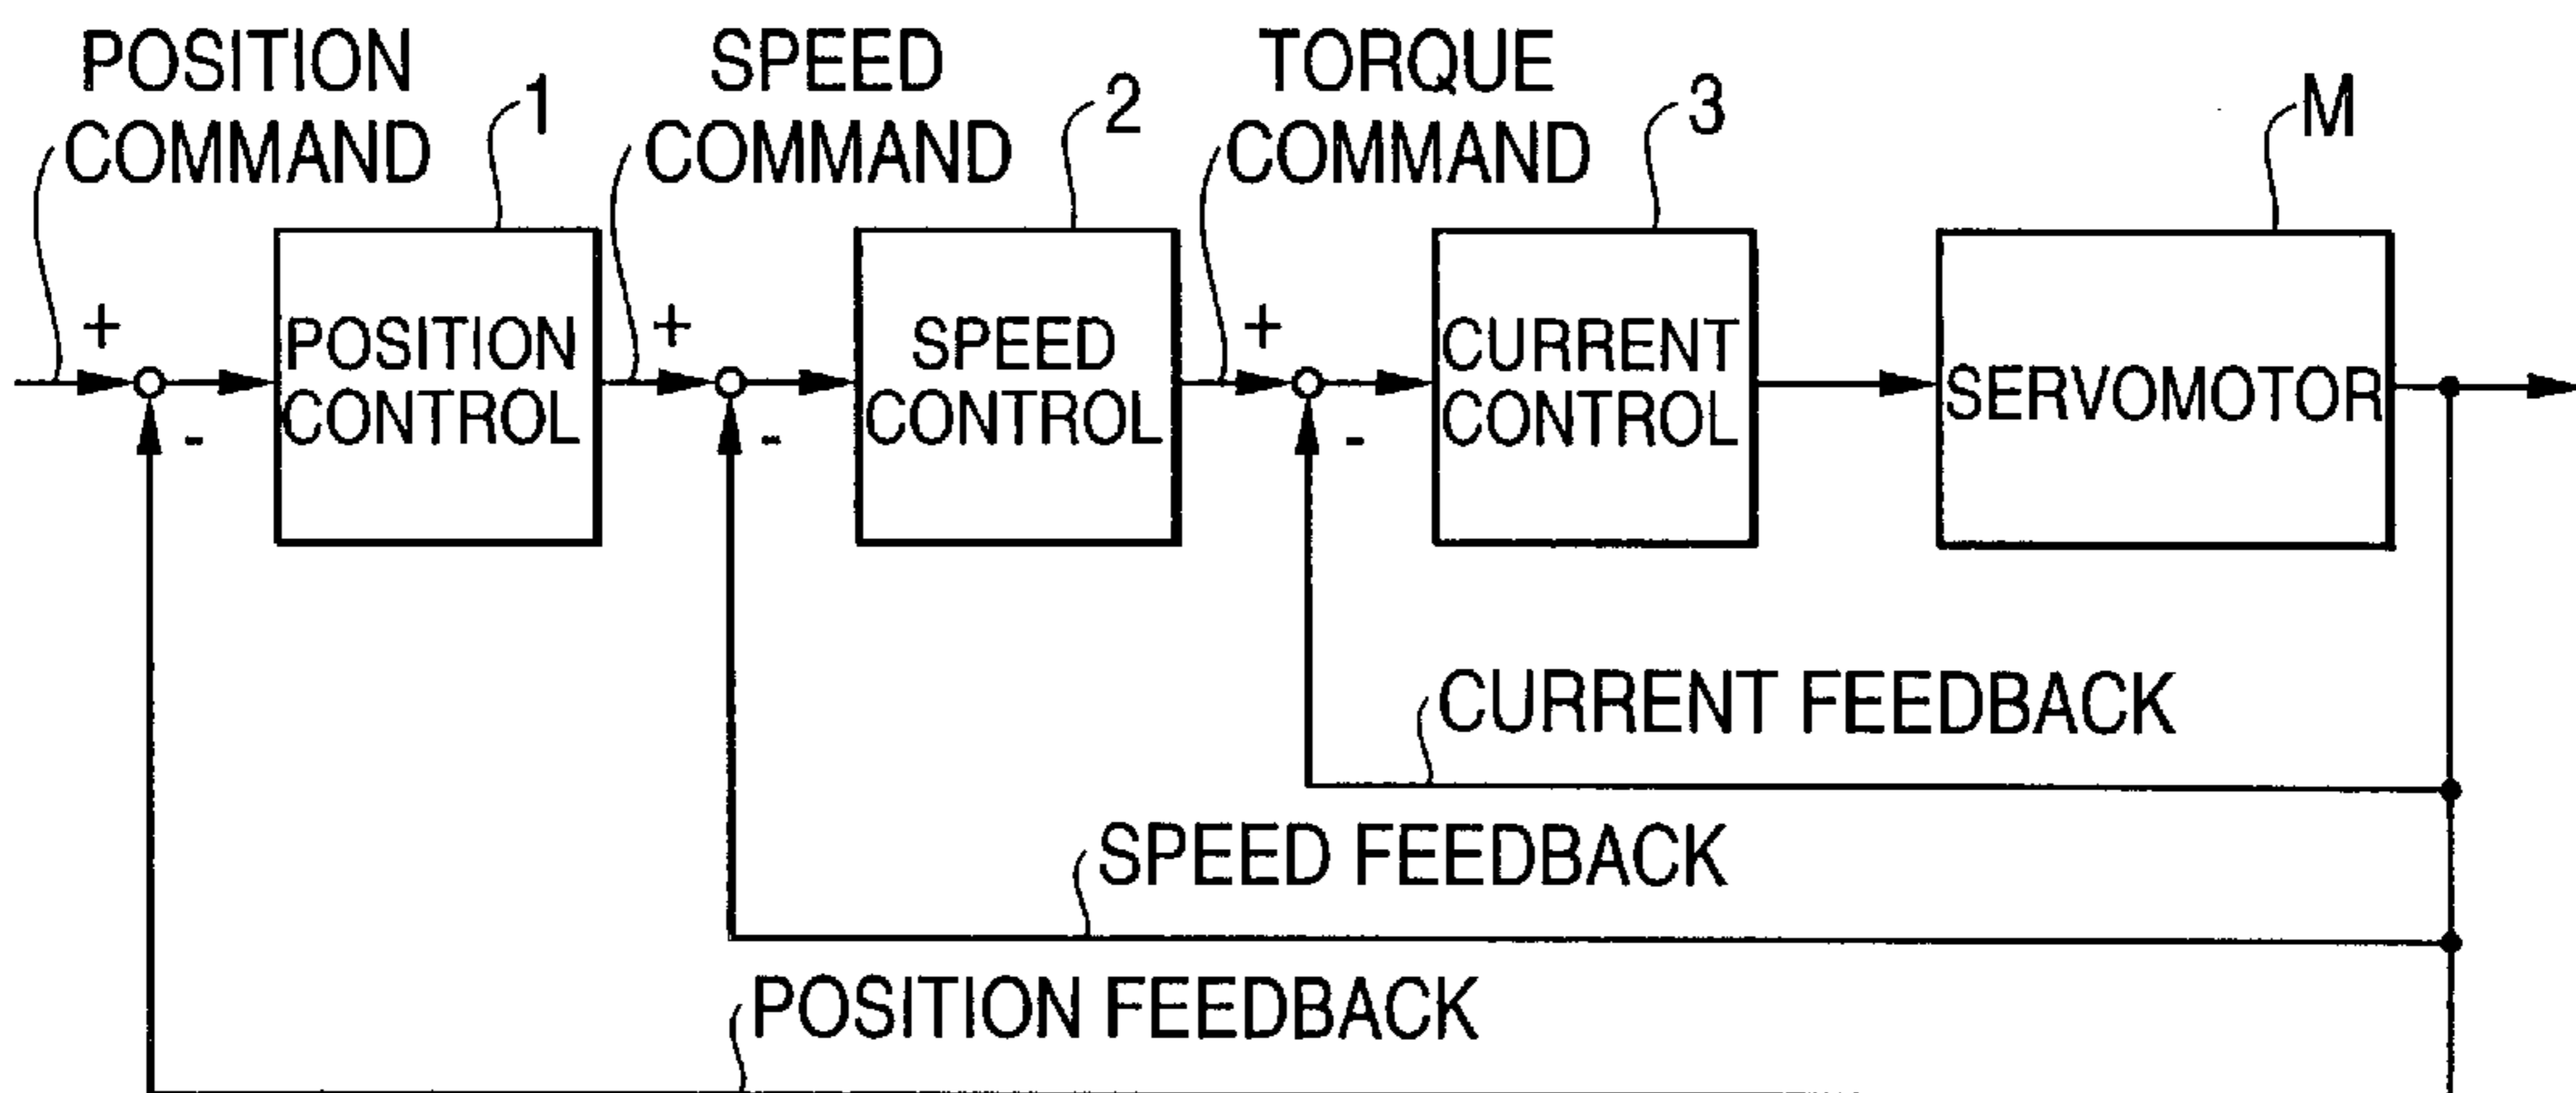 POSITION
COMMAND
1
SPEED
COMMAND
2
TORQUE
COMMAND
3
M
+
-
POSITION
CONTROL
+
-
SPEED
CONTROL
+
-
CURRENT
CONTROL
SERVOMOTOR
CURRENT FEEDBACK
SPEED FEEDBACK
POSITION FEEDBACK